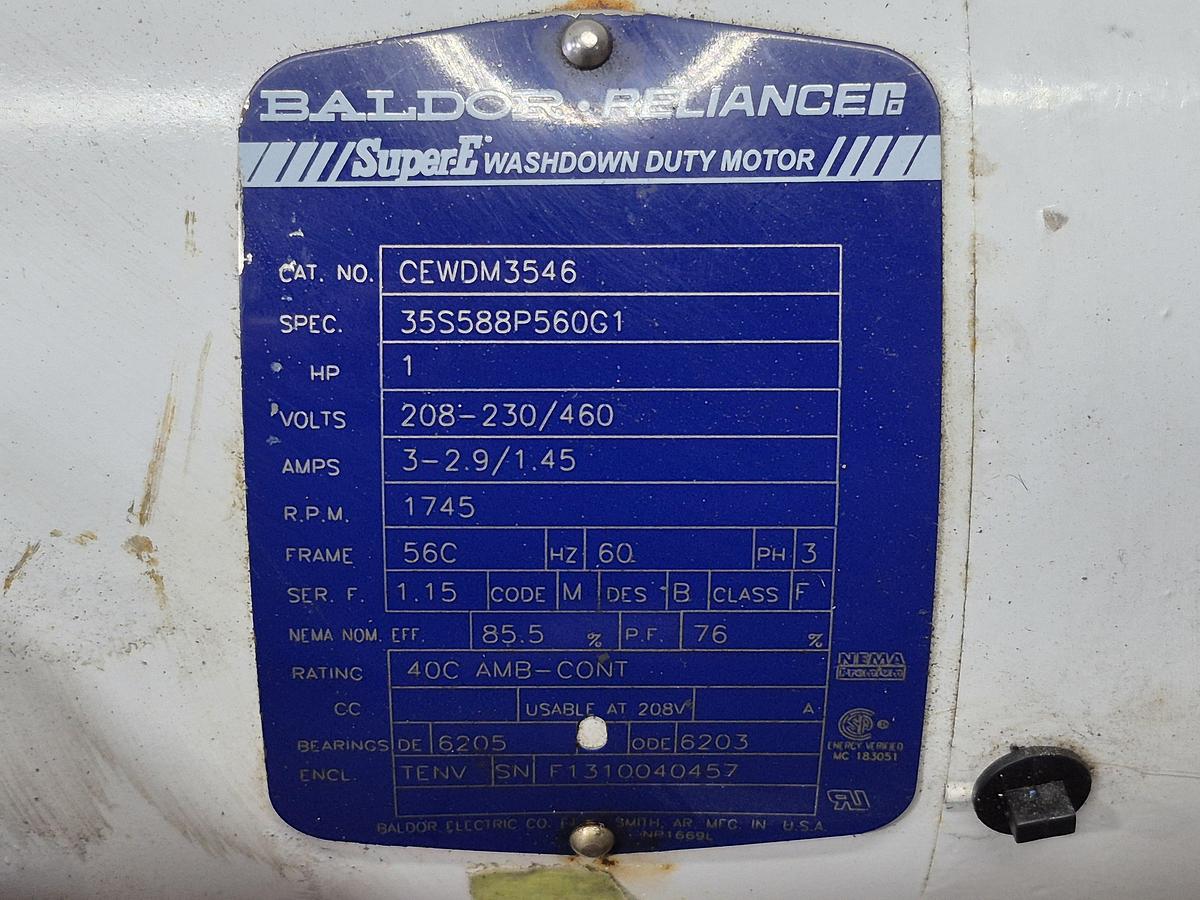 BALDOR · RELIANCE
Super-E WASHDOWN DUTY MOTOR
CAT. NO. CEWDM3546
SPEC. 35S588P560G1
HP 1
VOLTS 208-230/460
AMPS 3-2.9/1.45
R.P.M. 1745
FRAME 56C HZ 60 PH 3
SER. F. 1.15 CODE M DES B CLASS F
NEMA NOM. EFF. 85.5 % P.F. 76 %
RATING 40C AMB-CONT
NEMA
Premium
CC USABLE AT 208V A
BEARINGS DE 6205 ODE 6203
ENERGY VERIFIED
MC 183051
ENCL. TENV SN F1310040457
BALDOR ELECTRIC CO. SMITH, AR. MFG. IN U.S.A.
NP1669L